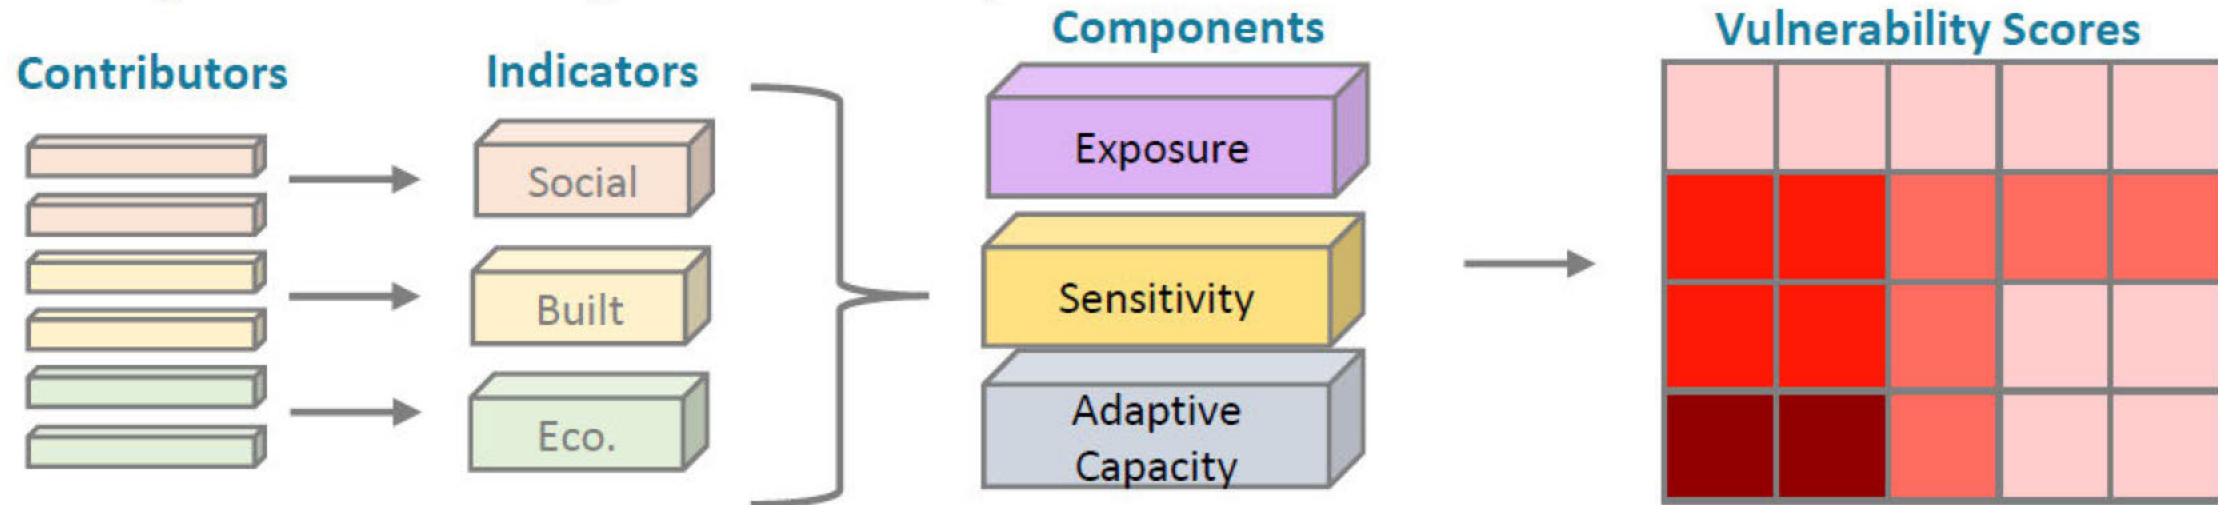 Contributors
Indicators
Components
Vulnerability Scores
Social
Built
Eco.
Exposure
Sensitivity
Adaptive
Capacity